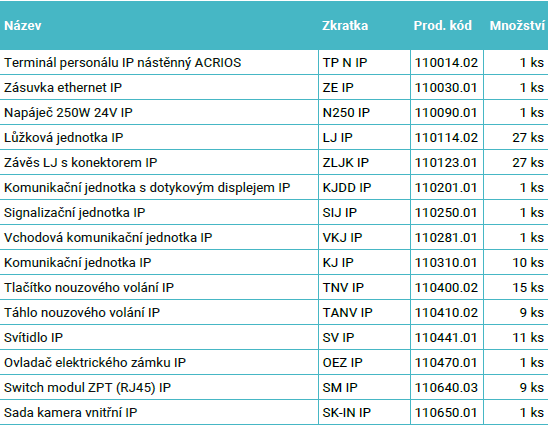 Název Zkratka Prod. kód Množství
Terminál personálu IP nástěnný ACRIOS TP N IP 110014.02 1 ks
Zásuvka ethernet IP ZE IP 110030.01 1 ks
Napáječ 250W 24V IP N250 IP 110090.01 1 ks
Lůžková jednotka IP LJ IP 110114.02 27 ks
Závěs LJ s konektorem IP ZLJK IP 110123.01 27 ks
Komunikační jednotka s dotykovým displejem IP KJDD IP 110201.01 1 ks
Signalizační jednotka IP SIJ IP 110250.01 1 ks
Vchodová komunikační jednotka IP VKJ IP 110281.01 1 ks
Komunikační jednotka IP KJ IP 110310.01 10 ks
Tlačítko nouzového volání IP TNV IP 110400.02 15 ks
Táhlo nouzového volání IP TANV IP 110410.02 9 ks
Svítidlo IP SV IP 110441.01 11 ks
Ovladač elektrického zámku IP OEZ IP 110470.01 1 ks
Switch modul ZPT (RJ45) IP SM IP 110640.03 9 ks
Sada kamera vnitřní IP SK-IN IP 110650.01 1 ks